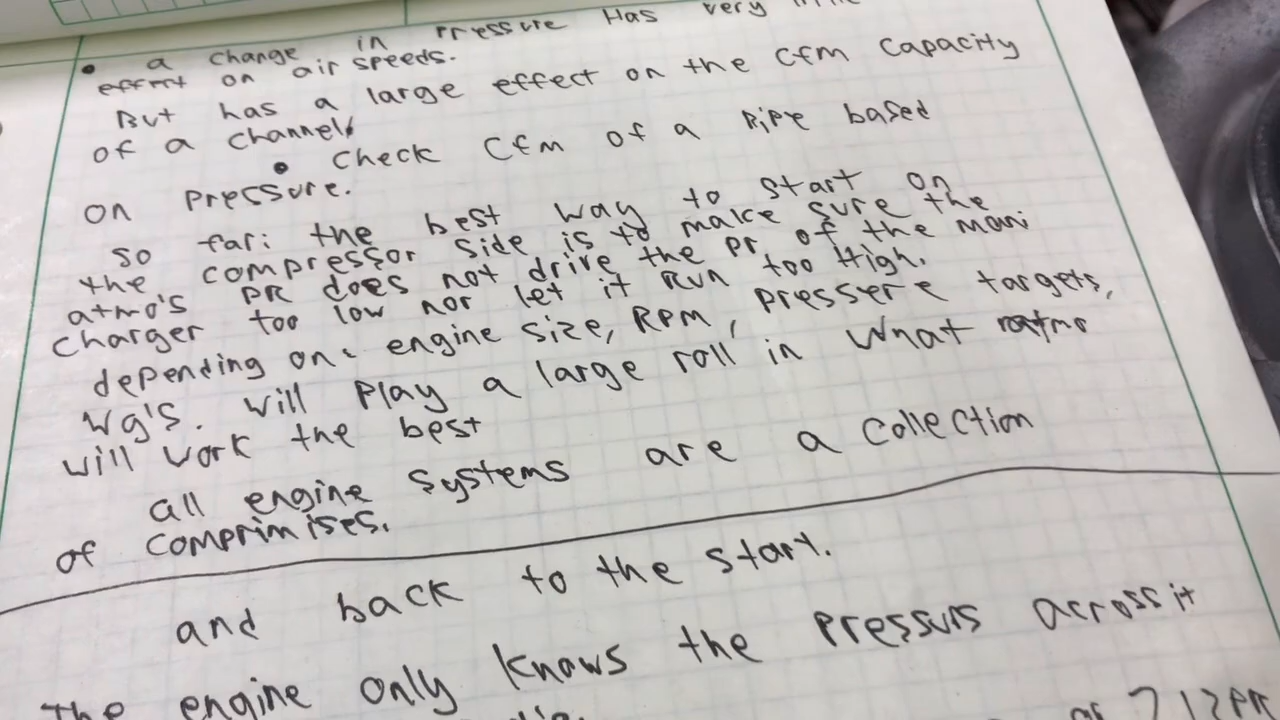 • a change in Pressure Has very
effect on air speeds.
But has a large effect on the cfm capacity
of a channel
• check cfm of a pipe based
on pressure.
so far: the best way to start on
the compressor side is to make sure the
atmo's PR does not drive the pr of the mani
charger too low nor let it run too High.
depending on: engine size, RPM, pressere targets,
wg's. will play a large roll in what atmo
will work the best
all engine systems are a collection
of comprimises.
and back to the start.
The engine only knows the pressurs across it